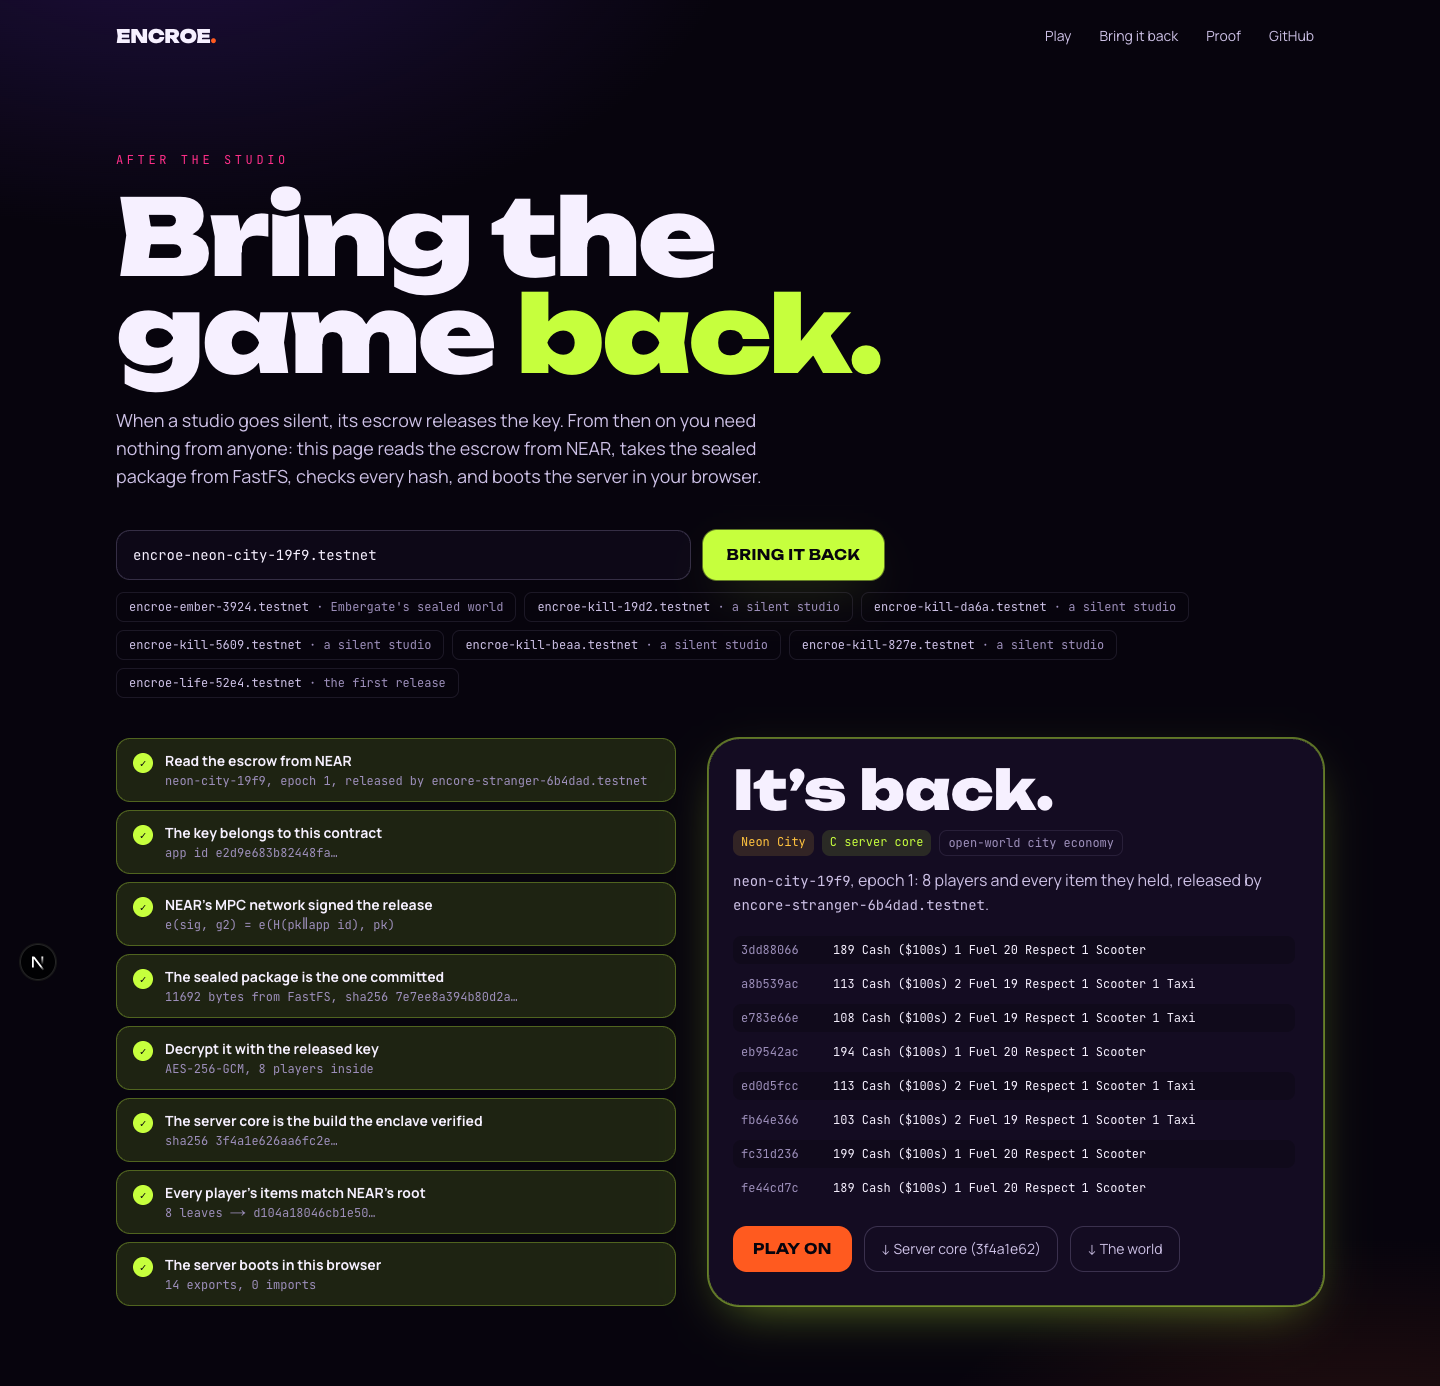 ENCROE.
Play
Bring it back
Proof
GitHub
AFTER THE STUDIO
Bring the
game back.
When a studio goes silent, its escrow releases the key. From then on you need
nothing from anyone: this page reads the escrow from NEAR, takes the sealed
package from FastFS, checks every hash, and boots the server in your browser.
encroe-neon-city-19f9.testnet
BRING IT BACK
encroe-ember-3924.testnet · Embergate's sealed world
encroe-kill-19d2.testnet · a silent studio
encroe-kill-da6a.testnet · a silent studio
encroe-kill-5609.testnet · a silent studio
encroe-kill-beaa.testnet · a silent studio
encroe-kill-827e.testnet · a silent studio
encroe-life-52e4.testnet · the first release
Read the escrow from NEAR
neon-city-19f9, epoch 1, released by encore-stranger-6b4dad.testnet
The key belongs to this contract
app id e2d9e683b82448fa…
NEAR's MPC network signed the release
e(sig, g2) = e(H(pk‖app id), pk)
The sealed package is the one committed
11692 bytes from FastFS, sha256 7e7ee8a394b80d2a…
Decrypt it with the released key
AES-256-GCM, 8 players inside
The server core is the build the enclave verified
sha256 3f4a1e626aa6fc2e…
Every player's items match NEAR's root
8 leaves ⟶ d104a18046cb1e50…
The server boots in this browser
14 exports, 0 imports
It's back.
Neon City
C server core
open-world city economy
neon-city-19f9, epoch 1: 8 players and every item they held, released by
encore-stranger-6b4dad.testnet.
3dd88066 189 Cash ($100s) 1 Fuel 20 Respect 1 Scooter
a8b539ac 113 Cash ($100s) 2 Fuel 19 Respect 1 Scooter 1 Taxi
e783e66e 108 Cash ($100s) 2 Fuel 19 Respect 1 Scooter 1 Taxi
eb9542ac 194 Cash ($100s) 1 Fuel 20 Respect 1 Scooter
ed0d5fcc 113 Cash ($100s) 2 Fuel 19 Respect 1 Scooter 1 Taxi
fb64e366 103 Cash ($100s) 2 Fuel 19 Respect 1 Scooter 1 Taxi
fc31d236 199 Cash ($100s) 1 Fuel 20 Respect 1 Scooter
fe44cd7c 189 Cash ($100s) 1 Fuel 20 Respect 1 Scooter
PLAY ON
↓ Server core (3f4a1e62)
↓ The world
N